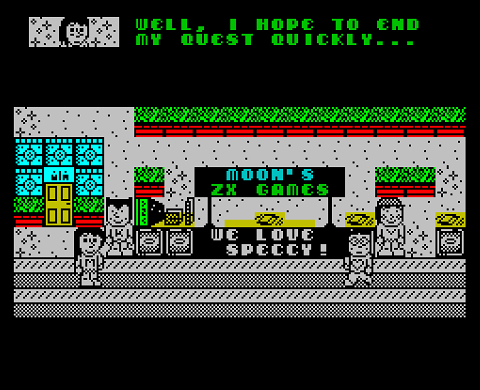 WELL, I HOPE TO END
MY QUEST QUICKLY...
MOON'S
ZX GAMES
WE LOVE
SPECCY!